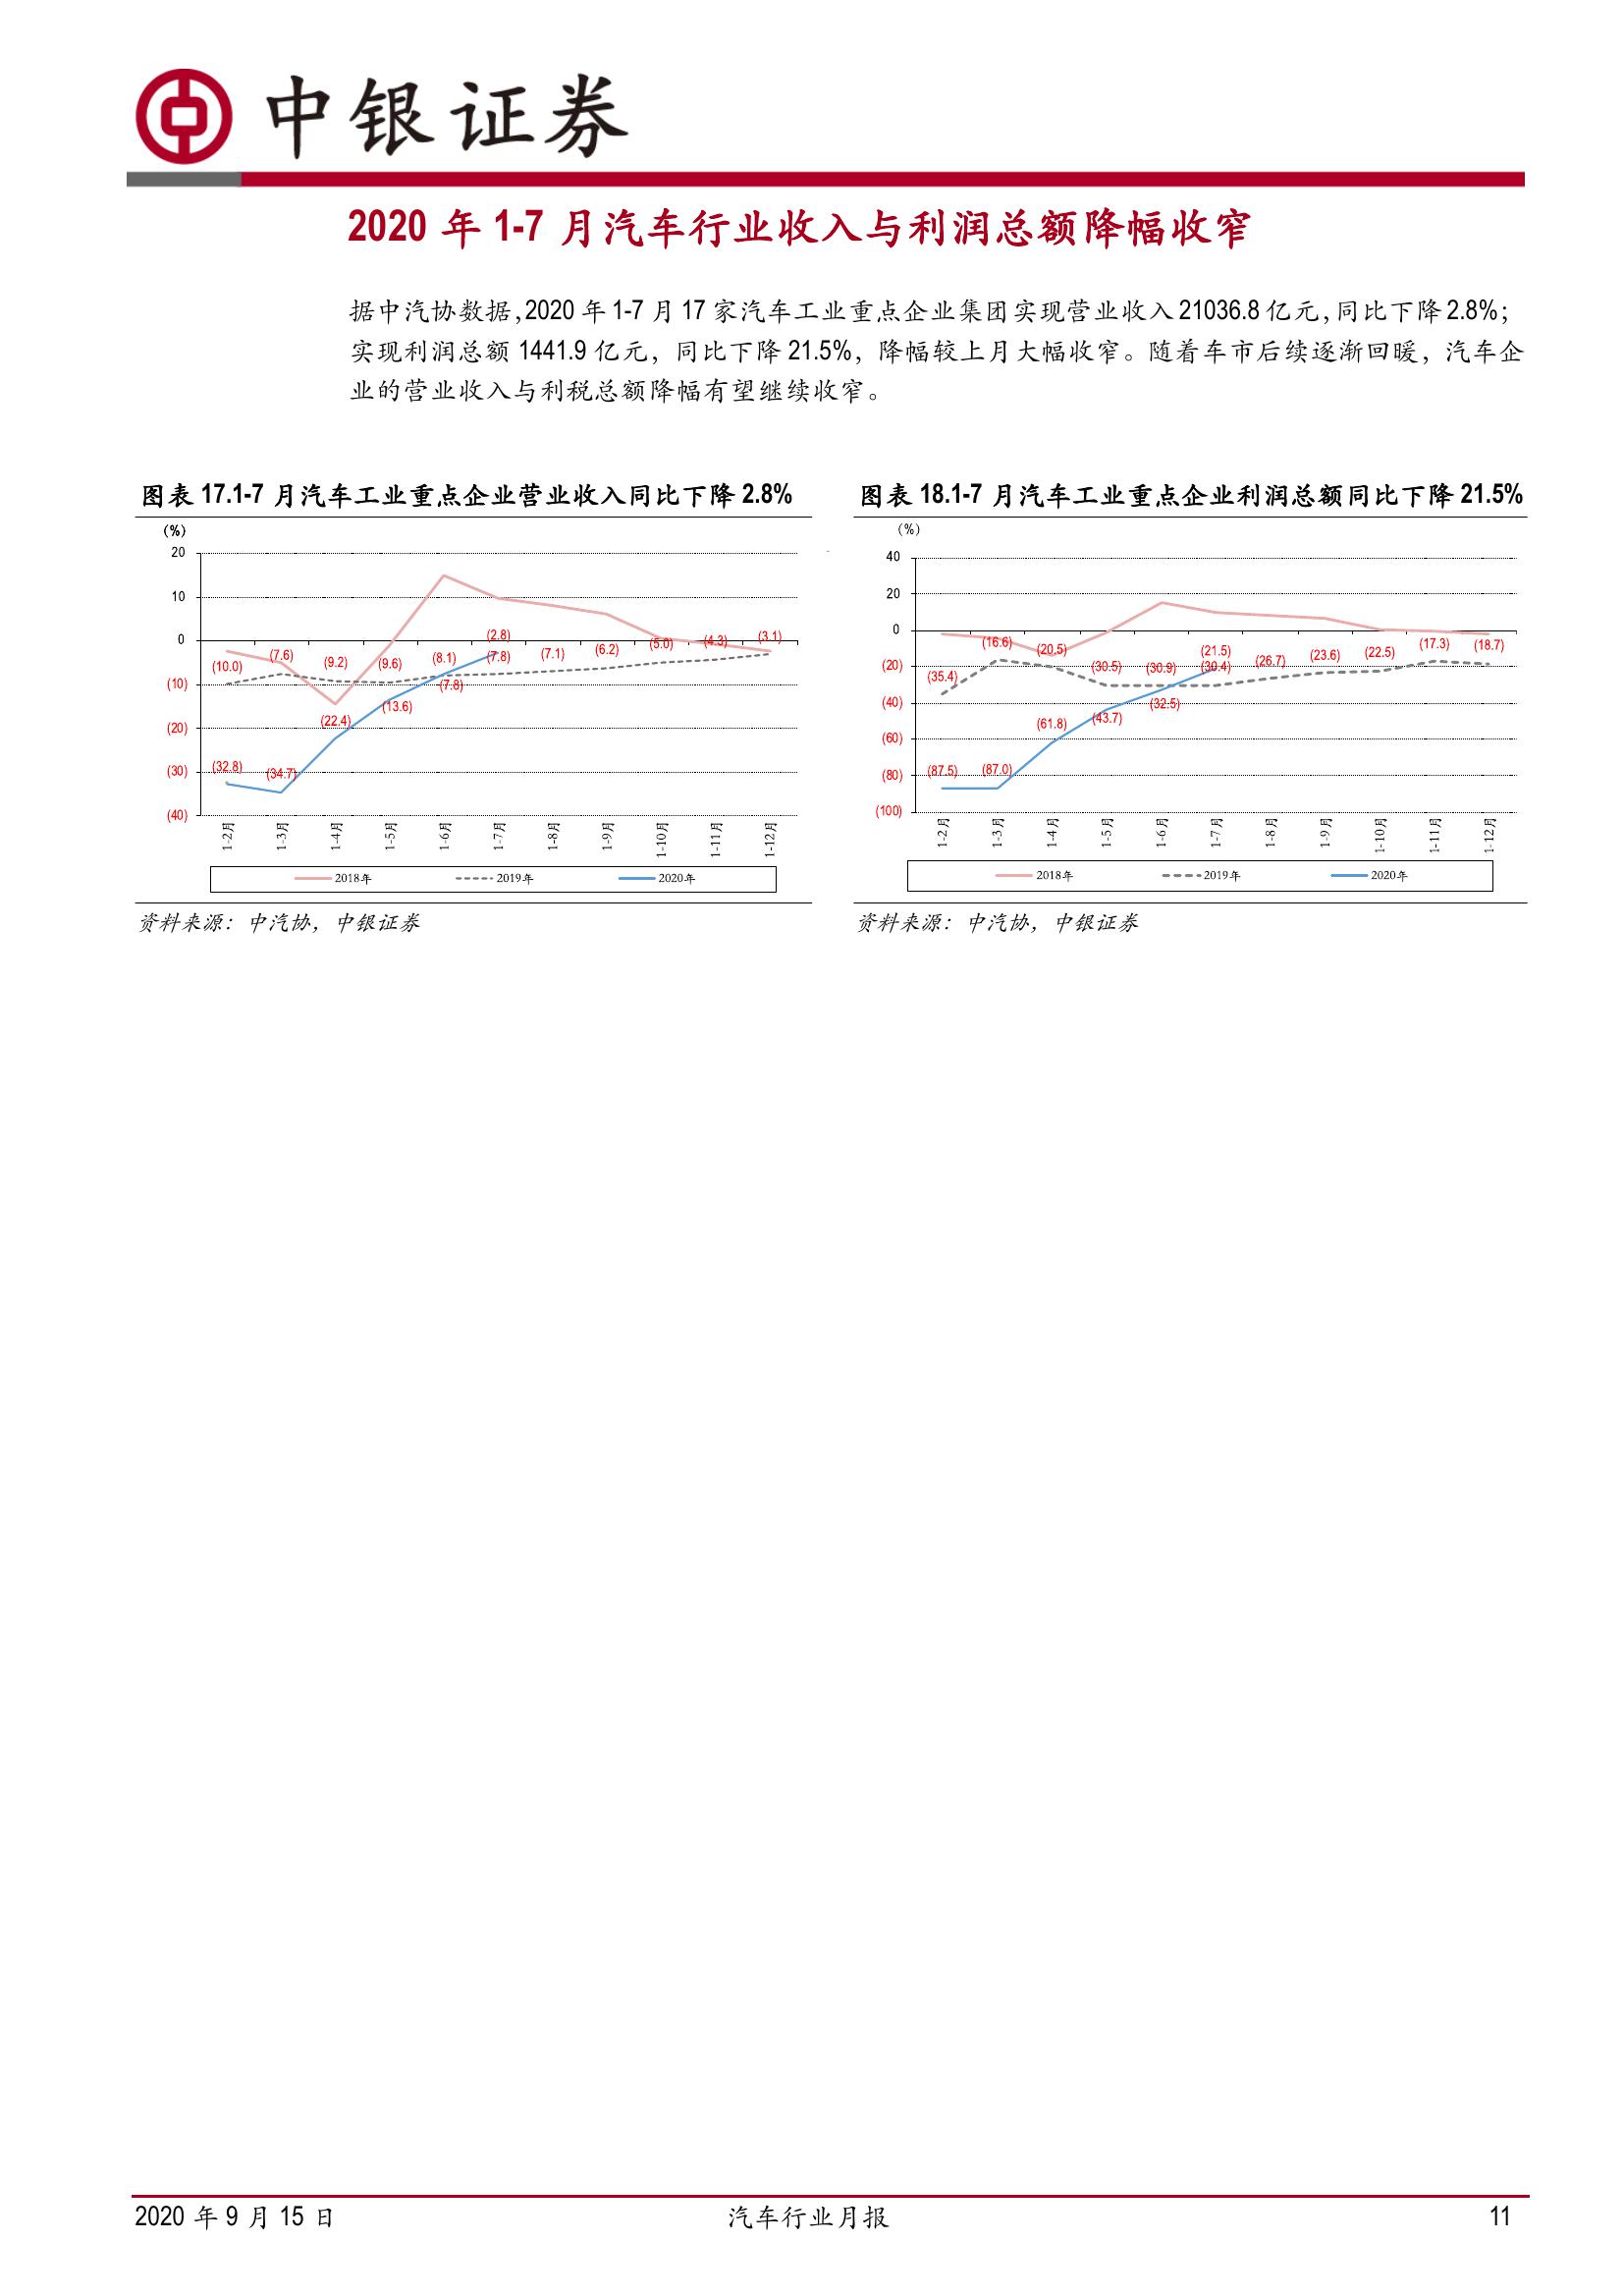 中银证券
2020 年 1-7 月汽车行业收入与利润总额降幅收窄
据中汽协数据,2020 年 1-7 月 17 家汽车工业重点企业集团实现营业收入 21036.8 亿元,同比下降 2.8%;
实现利润总额 1441.9 亿元，同比下降 21.5%，降幅较上月大幅收窄。随着车市后续逐渐回暖，汽车企
业的营业收入与利税总额降幅有望继续收窄。
图表 17.1-7 月汽车工业重点企业营业收入同比下降 2.8%
（%）
20
10
0
(10)
(20)
(30)
(40)
(10.0)
(7.6)
(9.2)
(9.6)
(8.1)
(7.8)
(7.1)
(6.2)
(5.0)
(4.3)
(3.1)
(32.8)
(34.7)
(22.4)
(13.6)
(7.8)
(2.8)
1-2月
1-3月
1-4月
1-5月
1-6月
1-7月
1-8月
1-9月
1-10月
1-11月
1-12月
2018年 2019年 2020年
资料来源：中汽协，中银证券
图表 18.1-7 月汽车工业重点企业利润总额同比下降 21.5%
（%）
40
20
0
(20)
(40)
(60)
(80)
(100)
(35.4)
(16.6)
(20.5)
(30.5)
(30.9)
(30.4)
(26.7)
(23.6)
(22.5)
(17.3)
(18.7)
(87.5)
(87.0)
(61.8)
(43.7)
(32.5)
(21.5)
1-2月
1-3月
1-4月
1-5月
1-6月
1-7月
1-8月
1-9月
1-10月
1-11月
1-12月
2018年 2019年 2020年
资料来源：中汽协，中银证券
2020 年 9 月 15 日 汽车行业月报 11